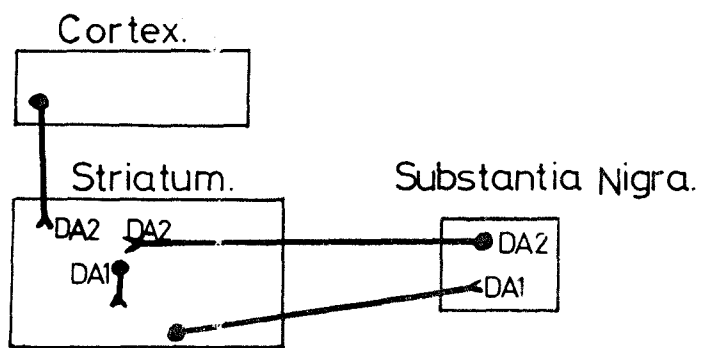 Cortex.
Striatum.
Substantia Nigra.
DA2 DA2
DA2
DA1
DA1